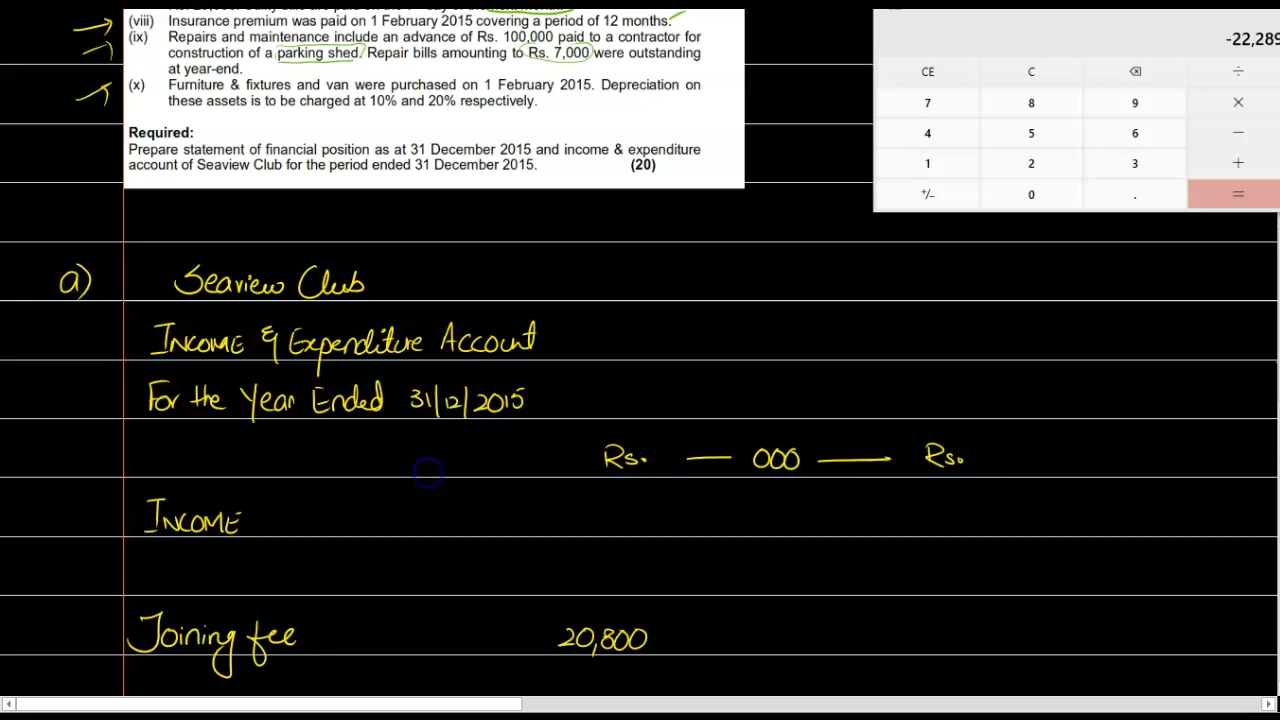 (viii) Insurance premium was paid on 1 February 2015 covering a period of 12 months.
(ix) Repairs and maintenance include an advance of Rs. 100,000 paid to a contractor for
construction of a parking shed. Repair bills amounting to Rs. 7,000 were outstanding
at year-end.
(x) Furniture & fixtures and van were purchased on 1 February 2015. Depreciation on
these assets is to be charged at 10% and 20% respectively.
Required:
Prepare statement of financial position as at 31 December 2015 and income & expenditure
account of Seaview Club for the period ended 31 December 2015. (20)
-22,289
CE C ⌫ ÷
7 8 9 ×
4 5 6 −
1 2 3 +
+/− 0 . =
a) Seaview Club
INCOME & Expenditure Account
For the Year Ended 31/12/2015
Rs. — 000 — Rs.
INCOME
Joining fee 20,800